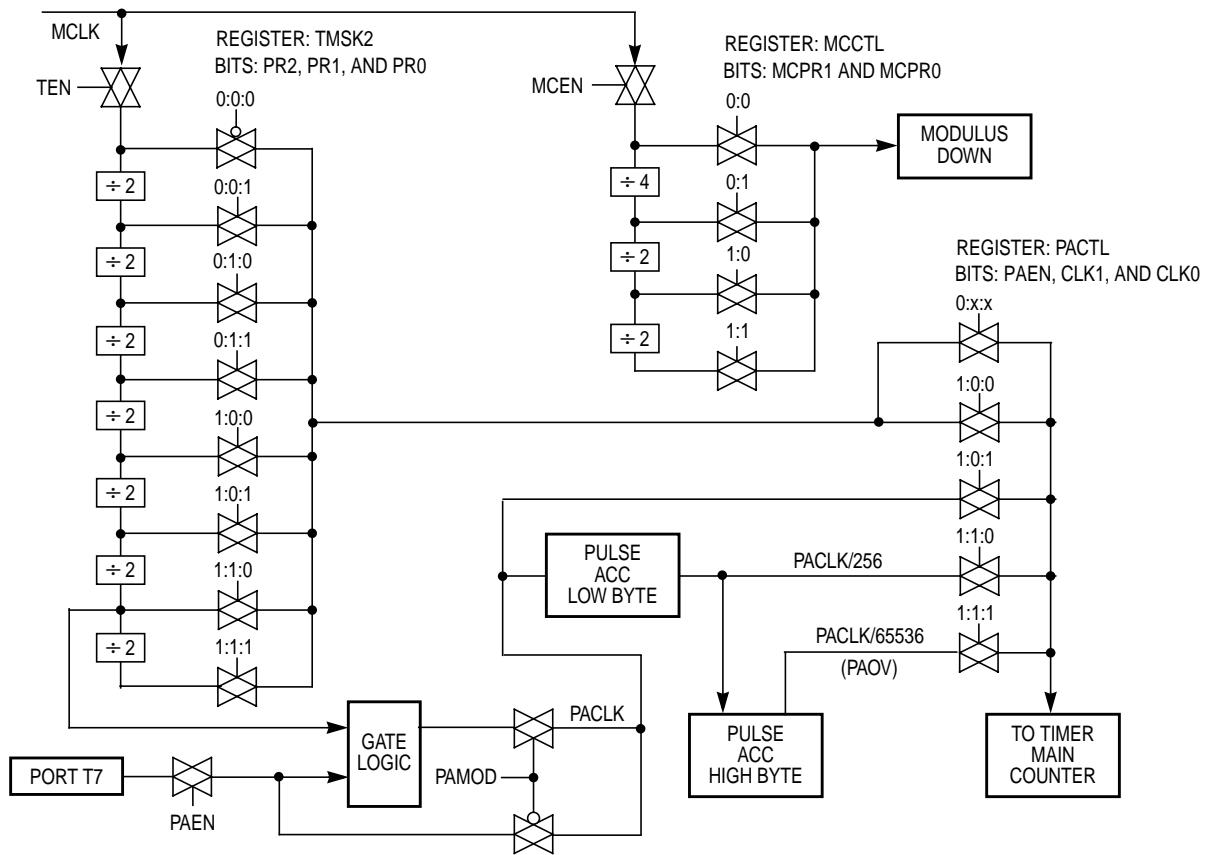 MCLK
REGISTER: TMSK2
BITS: PR2, PR1, AND PR0
TEN
0:0:0
÷ 2
0:0:1
÷ 2
0:1:0
÷ 2
0:1:1
÷ 2
1:0:0
÷ 2
1:0:1
÷ 2
1:1:0
÷ 2
1:1:1
REGISTER: MCCTL
BITS: MCPR1 AND MCPR0
MCEN
0:0
MODULUS
DOWN
÷ 4
0:1
÷ 2
1:0
÷ 2
1:1
REGISTER: PACTL
BITS: PAEN, CLK1, AND CLK0
0:x:x
1:0:0
1:0:1
1:1:0
1:1:1
PULSE
ACC
LOW BYTE
PACLK/256
PACLK/65536
(PAOV)
PORT T7
PAEN
GATE
LOGIC
PACLK
PAMOD
PULSE
ACC
HIGH BYTE
TO TIMER
MAIN
COUNTER